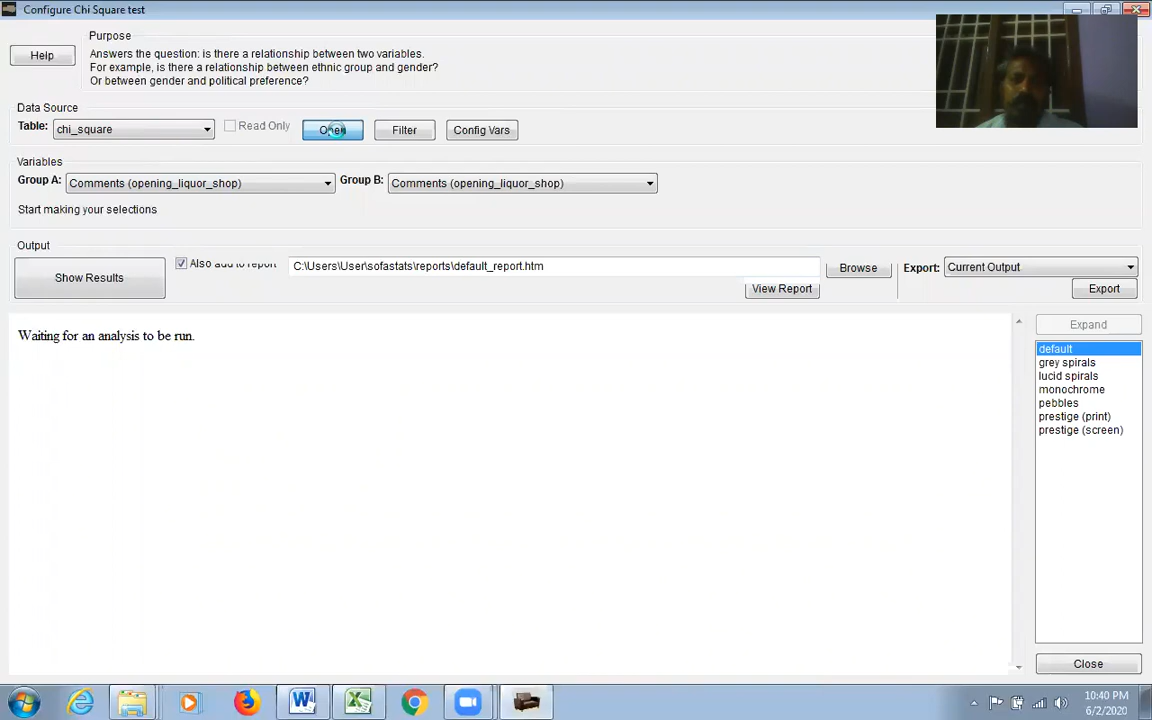 Configure Chi Square test
Purpose
Help
Answers the question: is there a relationship between two variables.
For example, is there a relationship between ethnic group and gender?
Or between gender and political preference?
Data Source
Table: chi_square Read Only Open Filter Config Vars
Variables
Group A: Comments (opening_liquor_shop) Group B: Comments (opening_liquor_shop)
Start making your selections
Output
Show Results Also add to report C:\Users\User\sofastats\reports\default_report.htm Browse Export: Current Output
View Report Export
Waiting for an analysis to be run.
Expand
default
grey spirals
lucid spirals
monochrome
pebbles
prestige (print)
prestige (screen)
Close
10:40 PM
6/2/2020